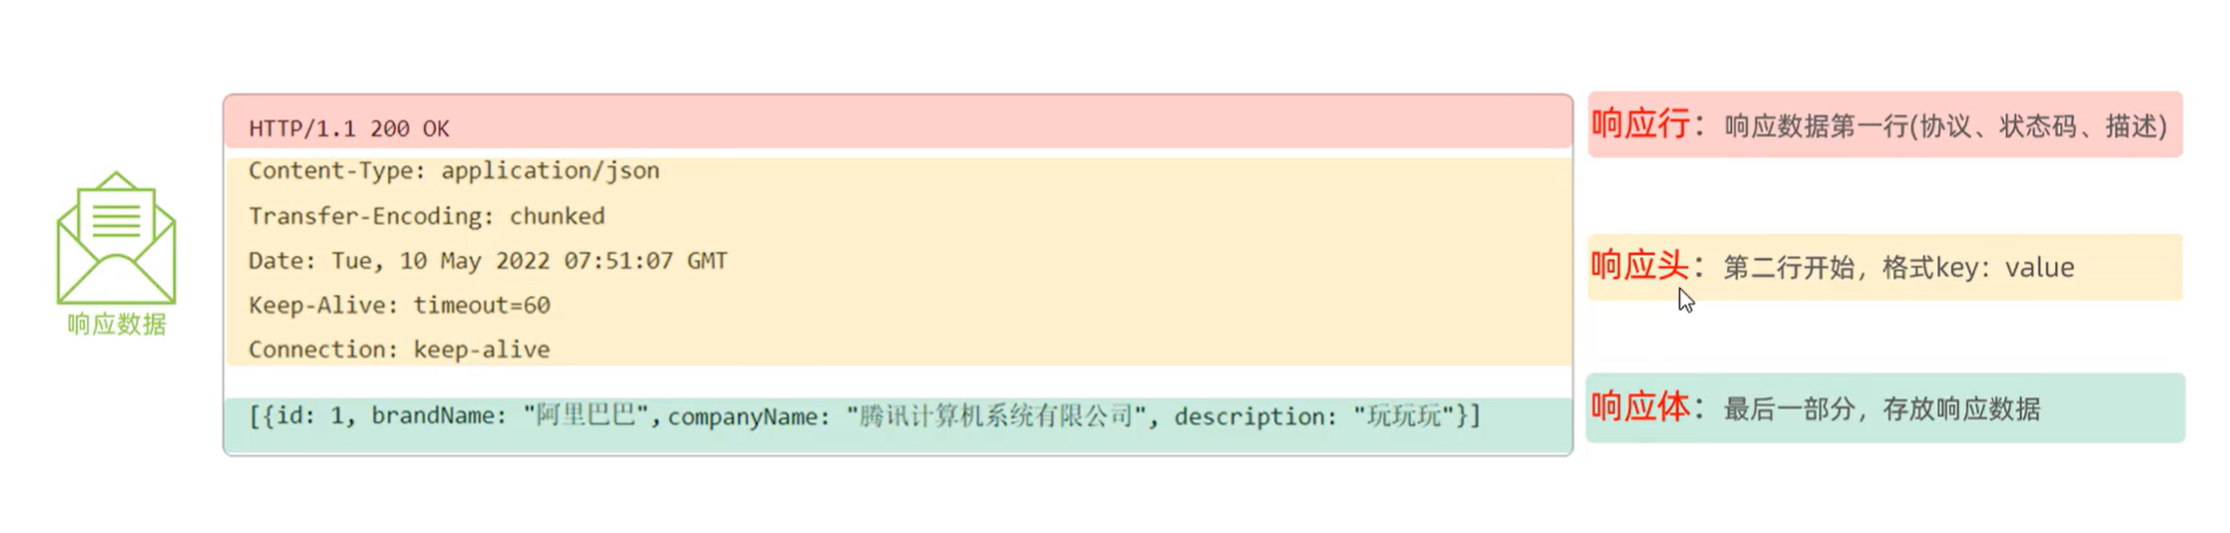 HTTP/1.1 200 OK
响应行：响应数据第一行(协议、状态码、描述)
Content-Type: application/json
Transfer-Encoding: chunked
Date: Tue, 10 May 2022 07:51:07 GMT
Keep-Alive: timeout=60
Connection: keep-alive
响应头：第二行开始，格式key：value
响应数据
[{id: 1, brandName: "阿里巴巴", companyName: "腾讯计算机系统有限公司", description: "玩玩玩"}]
响应体：最后一部分，存放响应数据